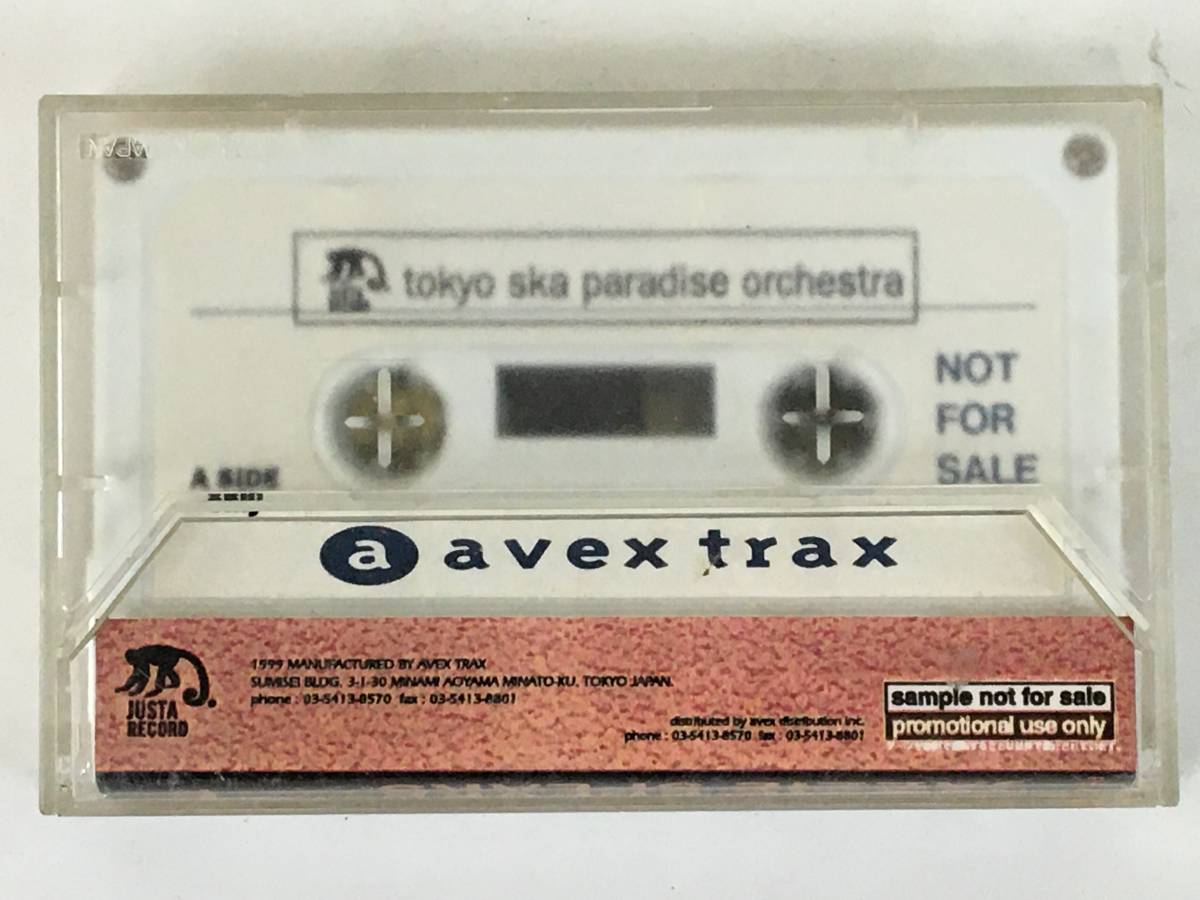 JAPAN
tokyo ska paradise orchestra
NOT
FOR
SALE
A SIDE
a avex trax
JUSTA
RECORD
1999 MANUFACTURED BY AVEX TRAX
SUMISEI BLDG. 3-1-30 MINAMI AOYAMA MINATO-KU. TOKYO JAPAN.
phone : 03-5413-8570 fax : 03-5413-8801
distributed by avex distribution inc.
phone : 03-5413-8570 fax : 03-5413-8801
sample not for sale
promotional use only